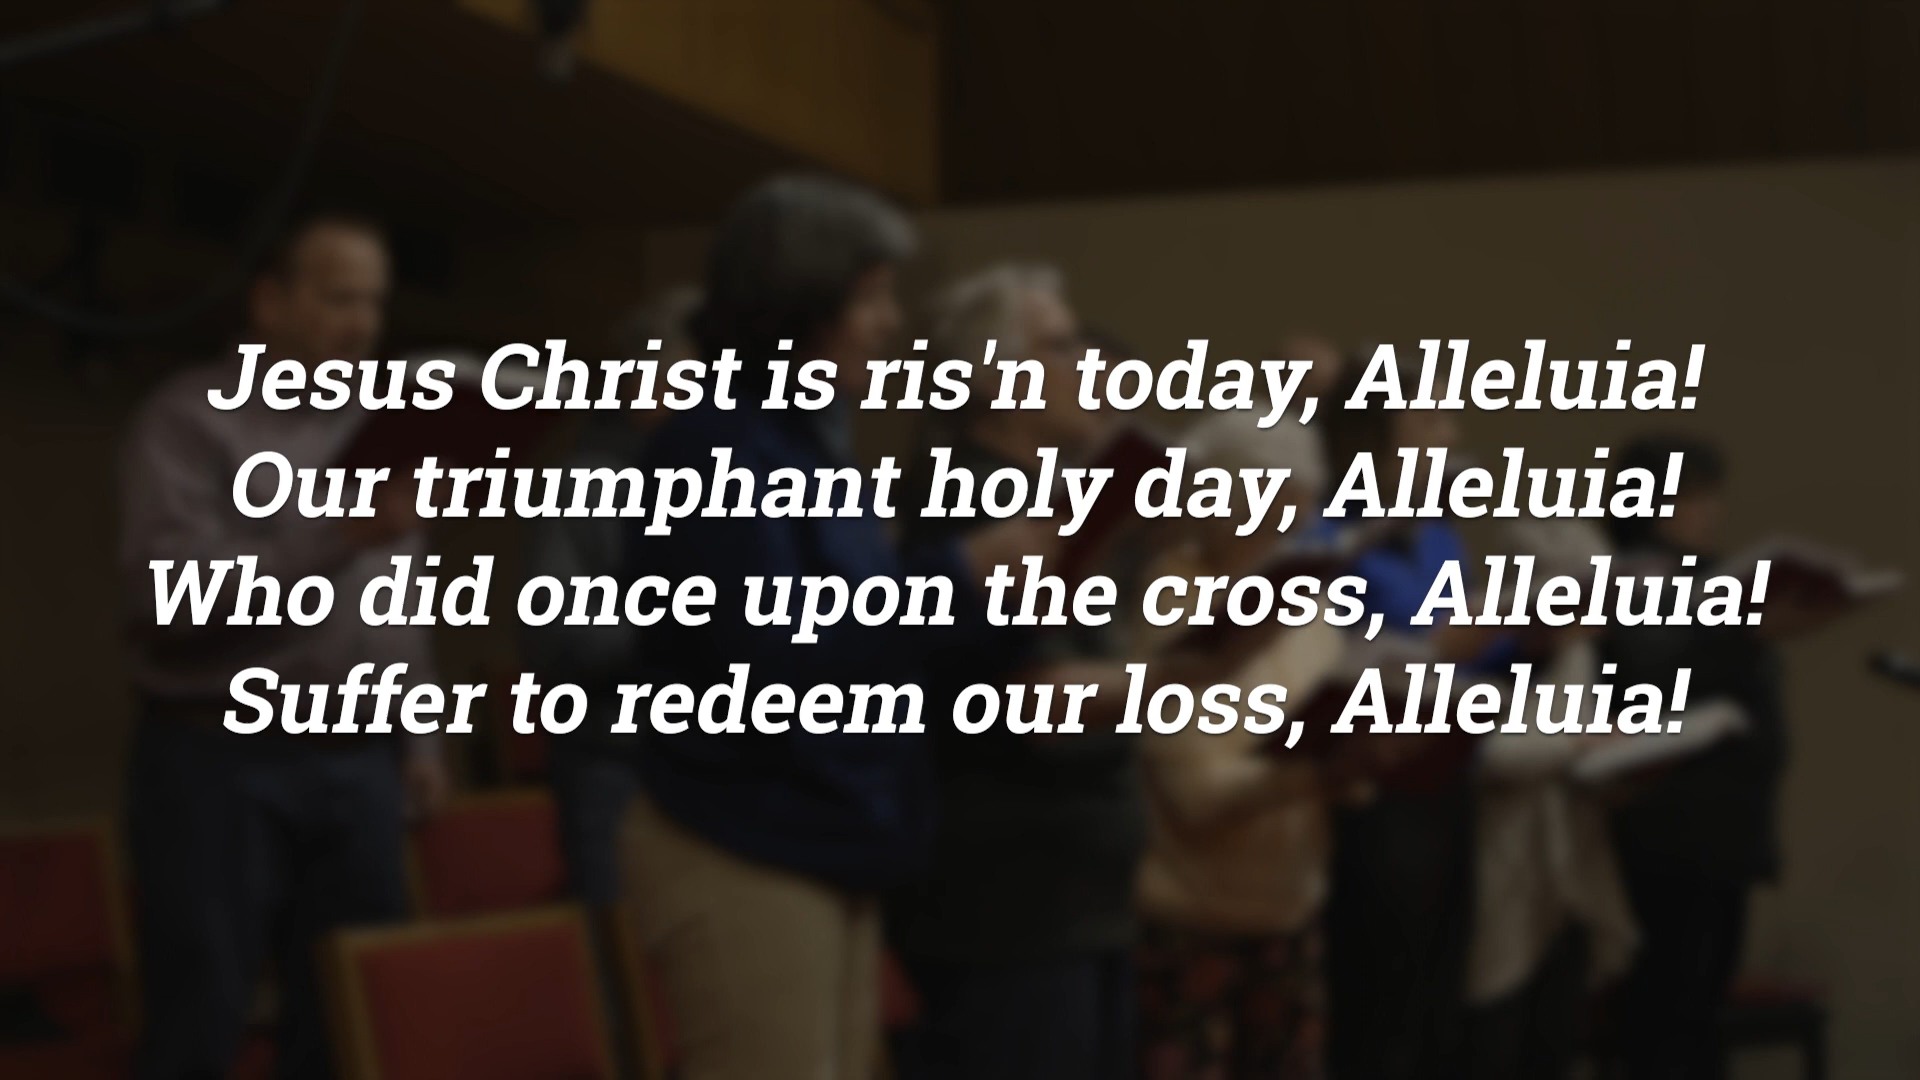 Jesus Christ is ris'n today, Alleluia!
Our triumphant holy day, Alleluia!
Who did once upon the cross, Alleluia!
Suffer to redeem our loss, Alleluia!